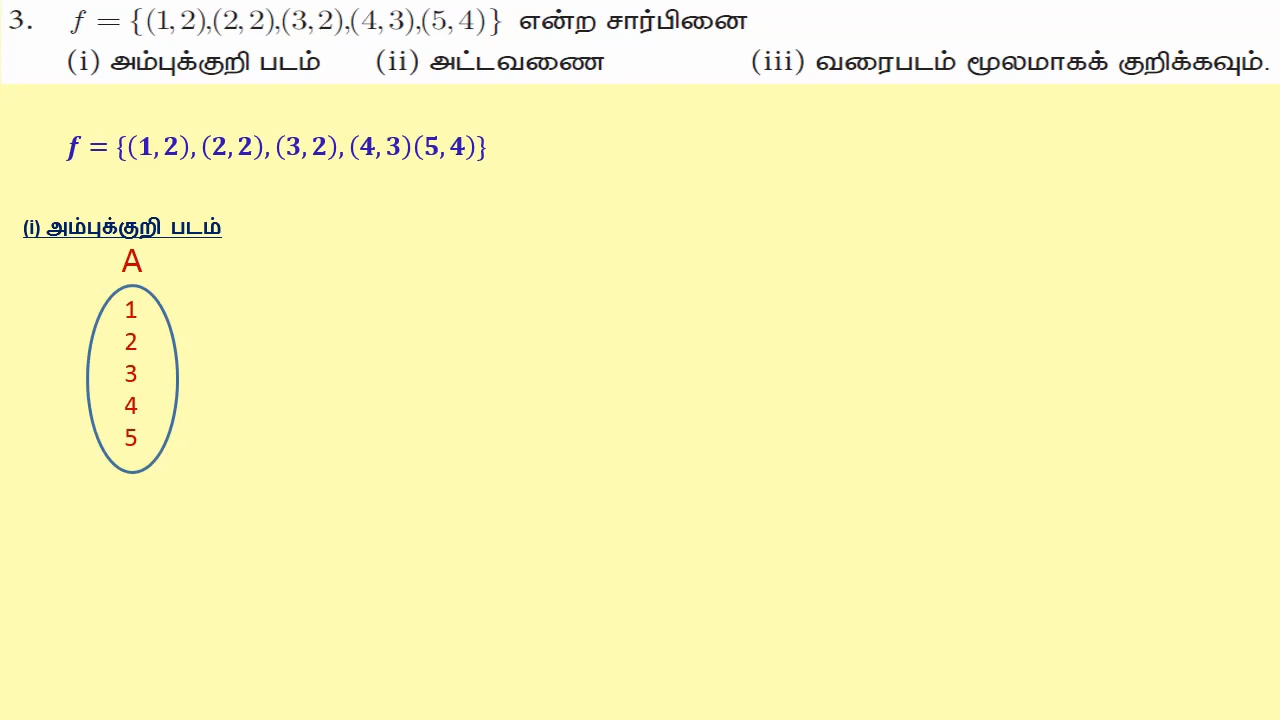 3. f = {(1, 2),(2, 2),(3, 2),(4, 3),(5, 4)} என்ற சார்பினை
(i) அம்புக்குறி படம் (ii) அட்டவணை (iii) வரைபடம் மூலமாகக் குறிக்கவும்.
f = {(1, 2), (2, 2), (3, 2), (4, 3)(5, 4)}
(i) அம்புக்குறி படம்
A
1
2
3
4
5